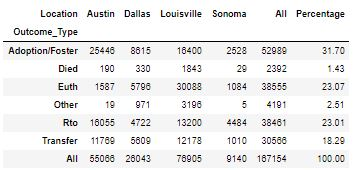 Location Austin Dallas Louisville Sonoma All Percentage
Outcome_Type
Adoption/Foster 25446 8615 16400 2528 52989 31.70
Died 190 330 1843 29 2392 1.43
Euth 1587 5796 30088 1084 38555 23.07
Other 19 971 3196 5 4191 2.51
Rto 16055 4722 13200 4484 38461 23.01
Transfer 11769 5609 12178 1010 30566 18.29
All 55066 26043 76905 9140 167154 100.00